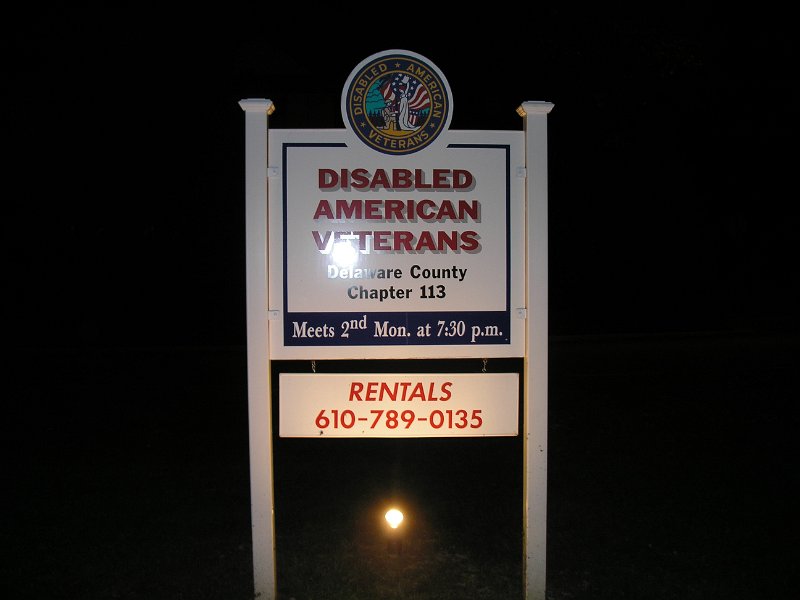 DISABLED ★ AMERICAN
★ VETERANS ★
DISABLED
AMERICAN
VETERANS
Delaware County
Chapter 113
Meets 2nd Mon. at 7:30 p.m.
RENTALS
610-789-0135